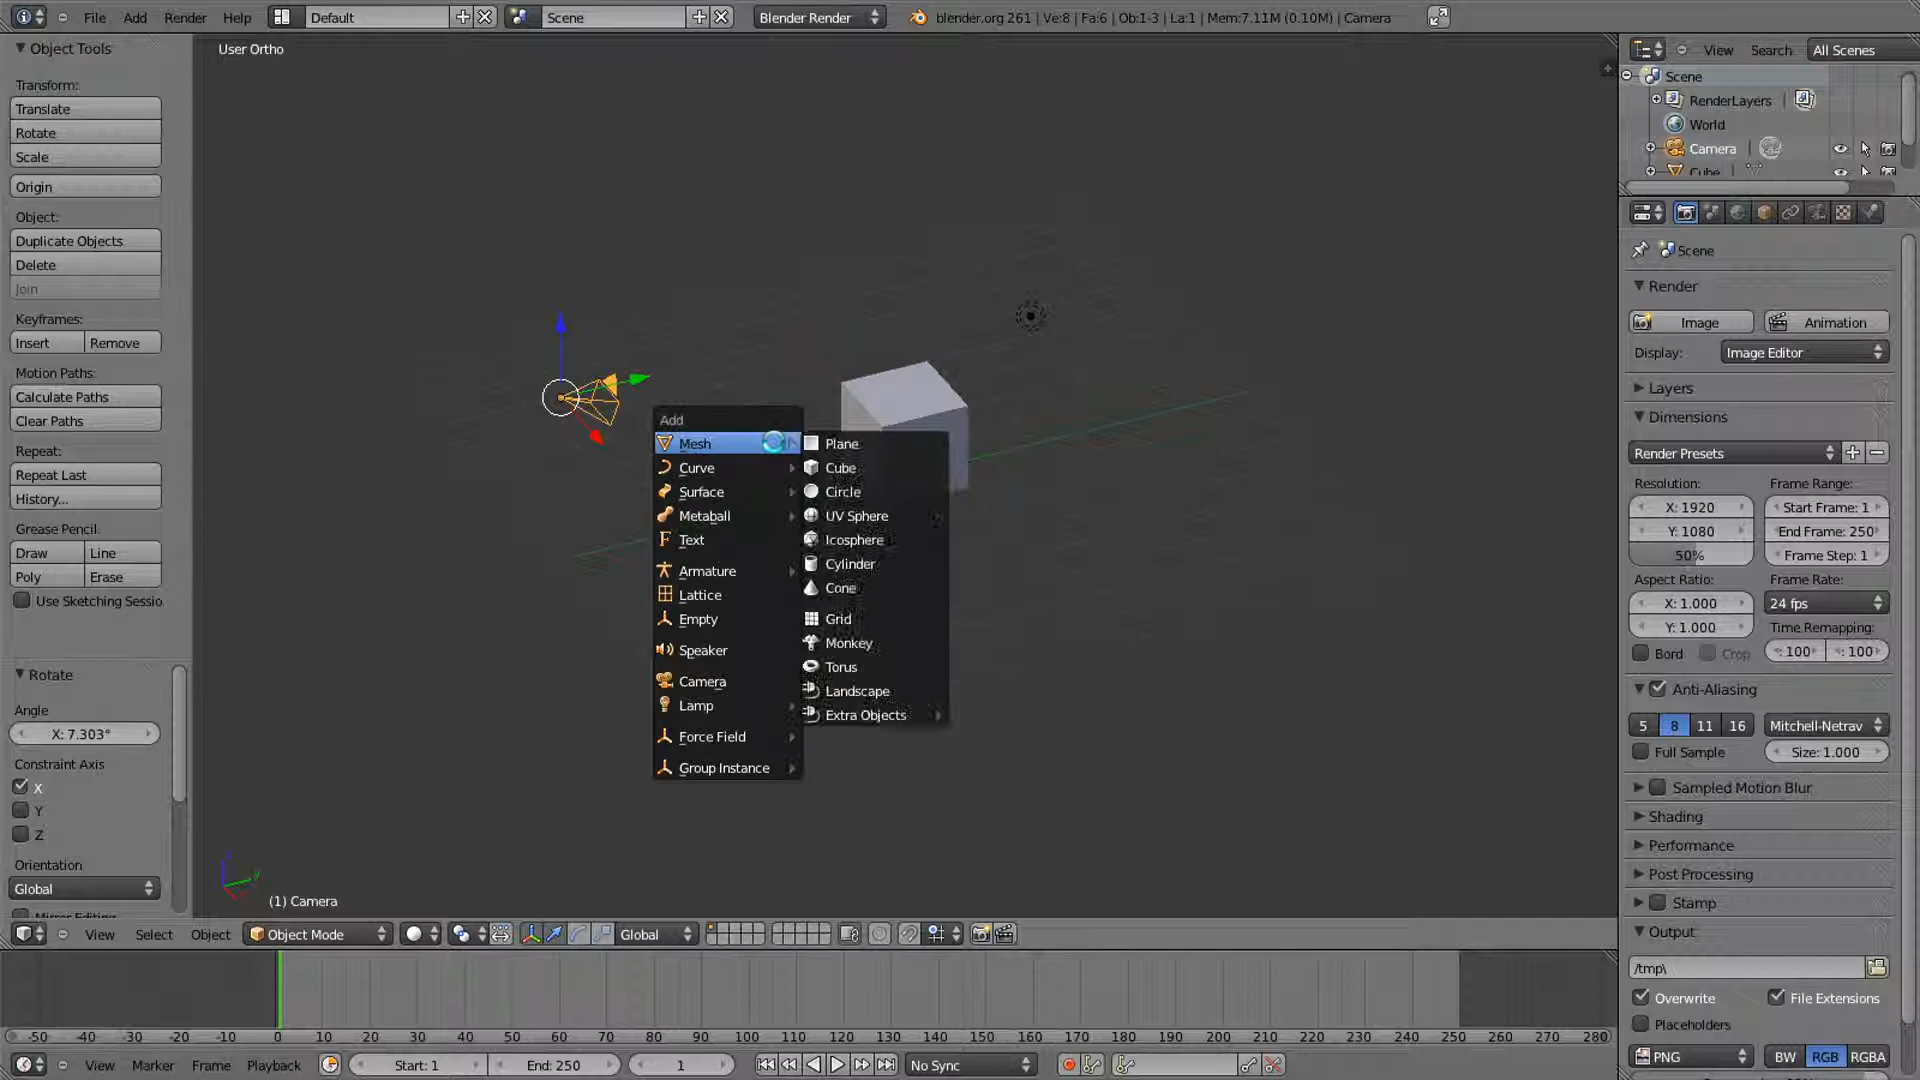 File Add Render Help Default Scene Blender Render blender.org 261 | Ve:8 | Fa:6 | Ob:1-3 | La:1 | Mem:7.11M (0.10M) | Camera
Object Tools
Transform:
Translate
Rotate
Scale
Origin
Object:
Duplicate Objects
Delete
Join
Keyframes:
Insert Remove
Motion Paths:
Calculate Paths
Clear Paths
Repeat:
Repeat Last
History...
Grease Pencil:
Draw Line
Poly Erase
Use Sketching Sessio
Rotate
Angle
X: 7.303°
Constraint Axis
X
Y
Z
Orientation
Global
User Ortho
Add
Mesh
Curve
Surface
Metaball
Text
Armature
Lattice
Empty
Speaker
Camera
Lamp
Force Field
Group Instance
Plane
Cube
Circle
UV Sphere
Icosphere
Cylinder
Cone
Grid
Monkey
Torus
Landscape
Extra Objects
(1) Camera
View Select Object Object Mode Global
-50 -40 -30 -20 -10 0 10 20 30 40 50 60 70 80 90 100 110 120 130 140 150 160 170 180 190 200 210 220 230 240 250 260 270 280
View Marker Frame Playback Start: 1 End: 250 1 No Sync
View Search All Scenes
Scene
RenderLayers |
World
Camera |
Cube |
Scene
Render
Image Animation
Display: Image Editor
Layers
Dimensions
Render Presets
Resolution: Frame Range:
X: 1920 Start Frame: 1
Y: 1080 End Frame: 250
50% Frame Step: 1
Aspect Ratio: Frame Rate:
X: 1.000 24 fps
Y: 1.000 Time Remapping:
Bord Crop : 100 : 100
Anti-Aliasing
5 8 11 16 Mitchell-Netrav
Full Sample Size: 1.000
Sampled Motion Blur
Shading
Performance
Post Processing
Stamp
Output
/tmp\
Overwrite File Extensions
Placeholders
PNG BW RGB RGBA